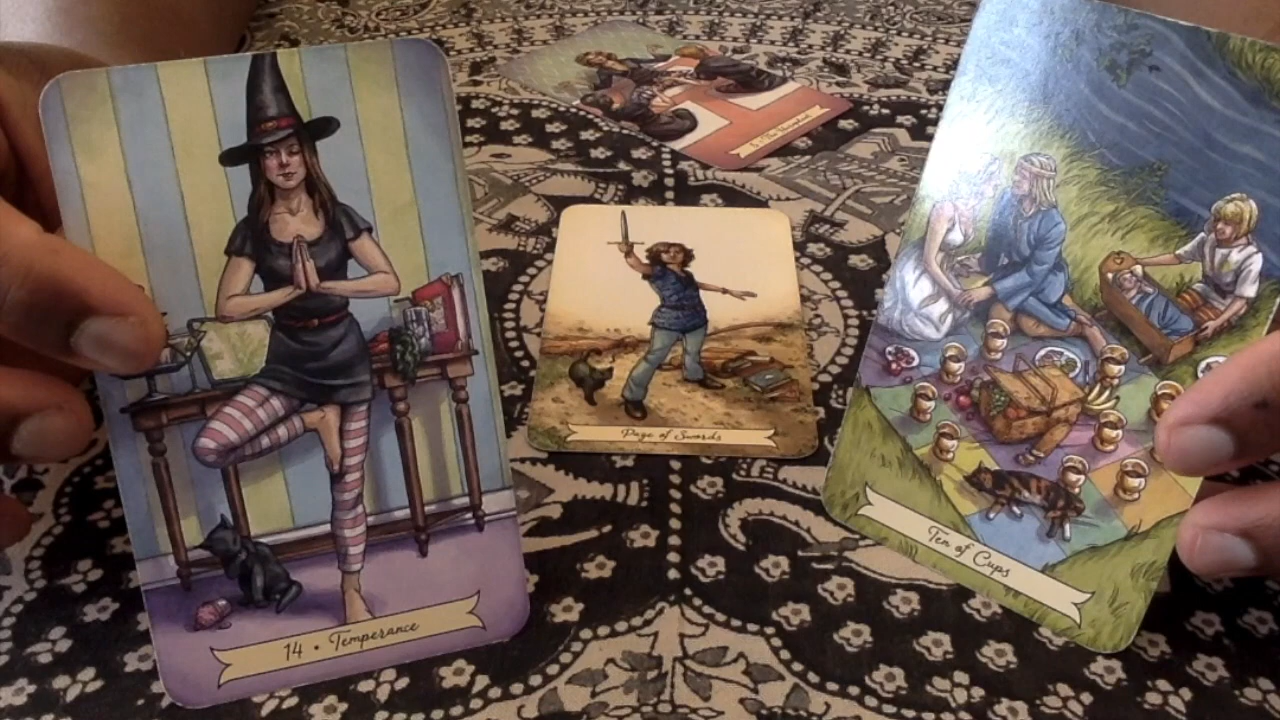 Page of Swords
Ten of Cups
14 • Temperance